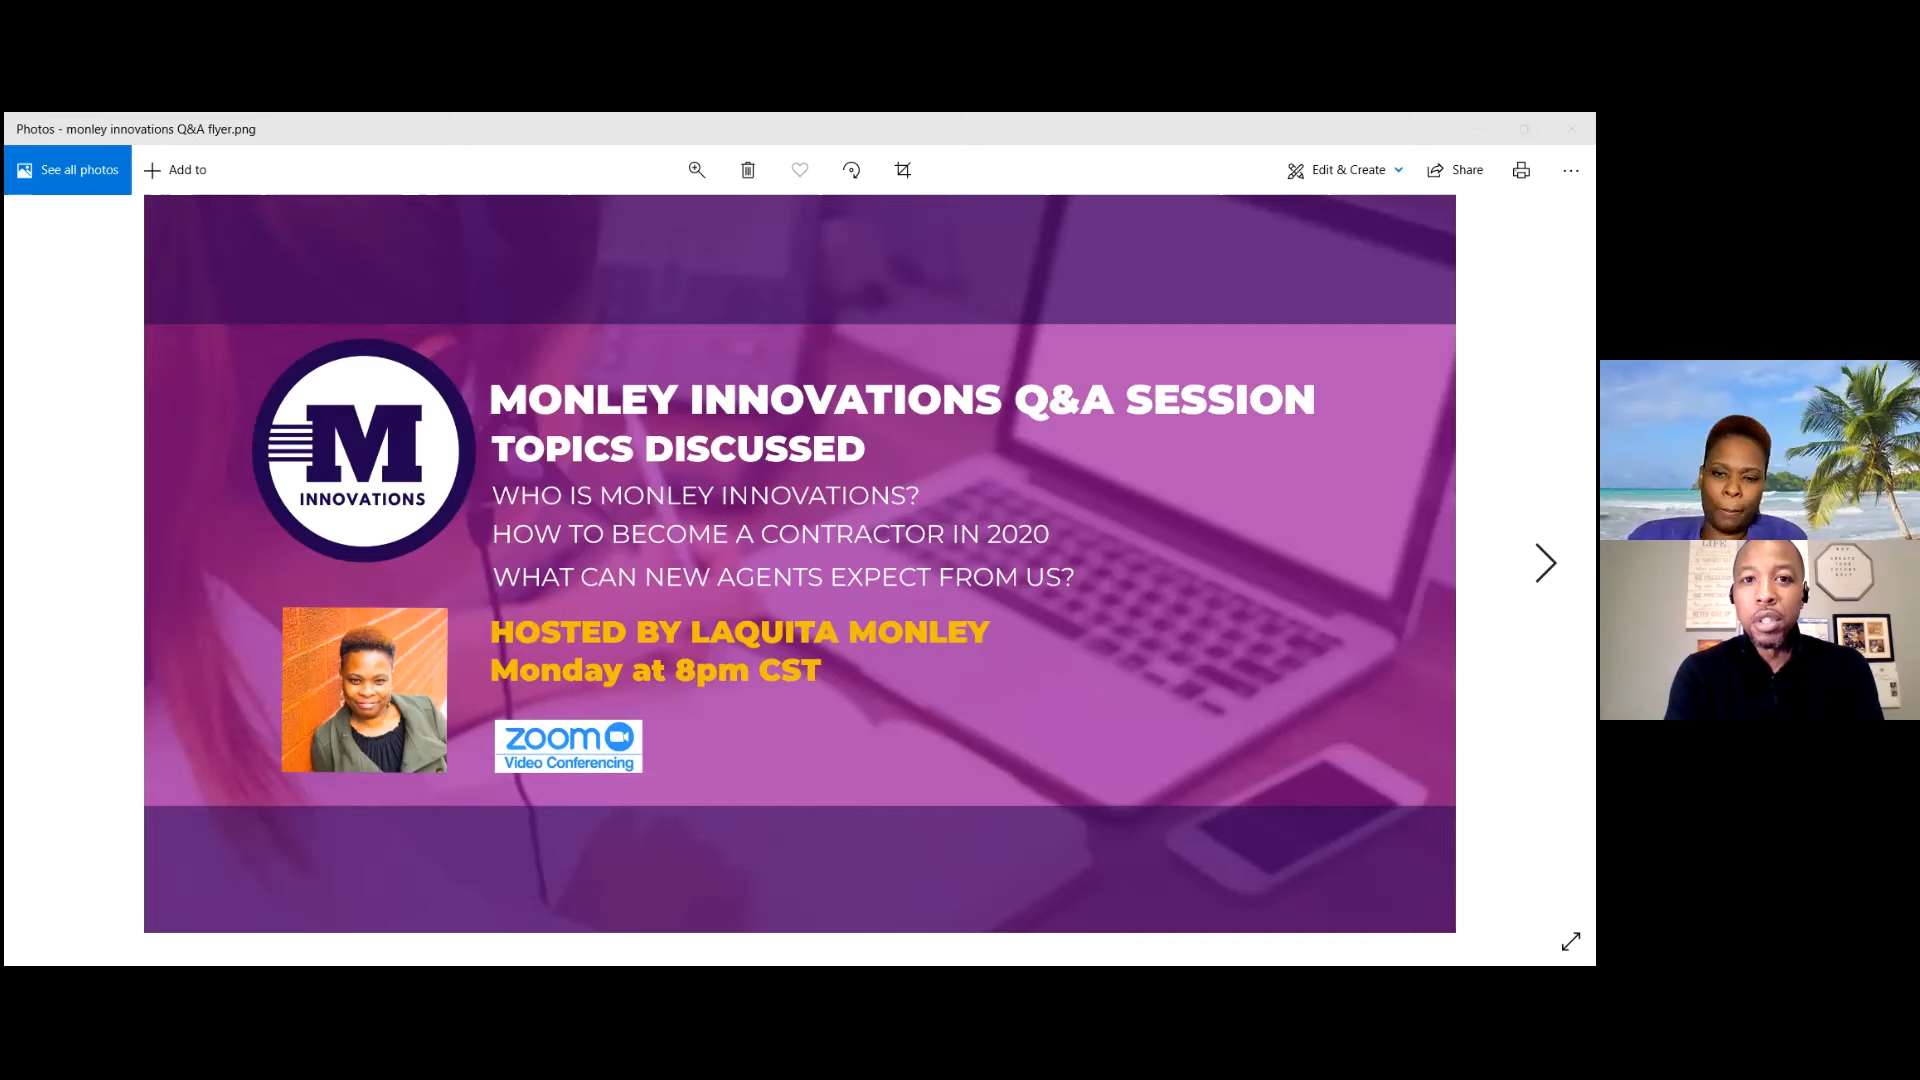 Photos - monley innovations Q&A flyer.png
See all photos
Add to
Edit & Create
Share
MONLEY INNOVATIONS Q&A SESSION
TOPICS DISCUSSED
WHO IS MONLEY INNOVATIONS?
HOW TO BECOME A CONTRACTOR IN 2020
WHAT CAN NEW AGENTS EXPECT FROM US?
M
INNOVATIONS
HOSTED BY LAQUITA MONLEY
Monday at 8pm CST
zoom
Video Conferencing
LIFE